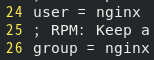 24 user = nginx
25 ; RPM: Keep a
26 group = nginx